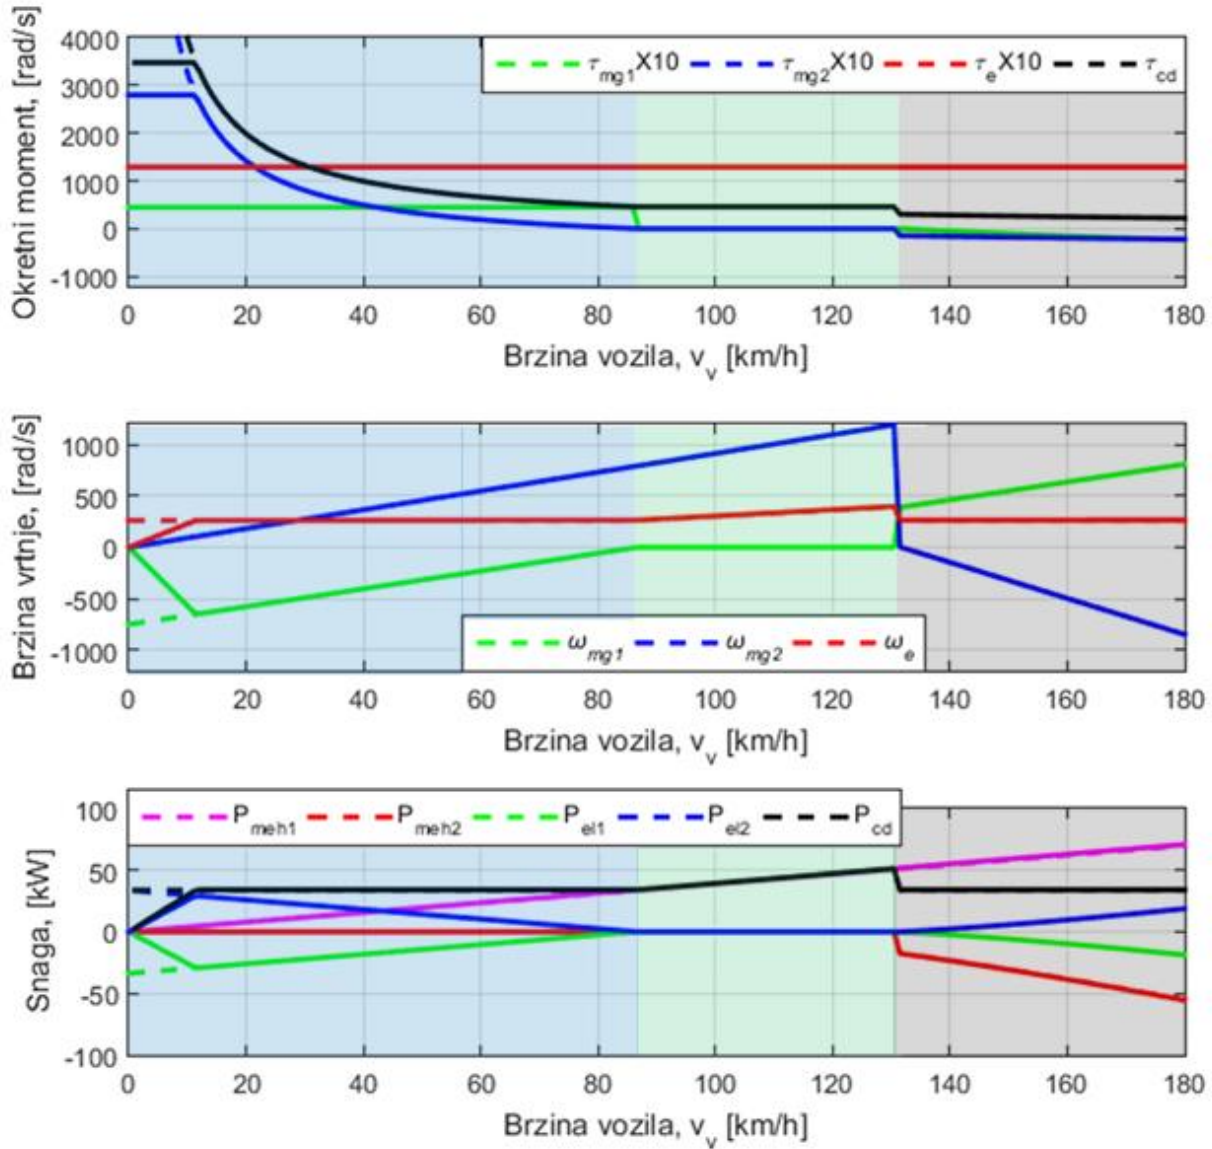 4000
3000
2000
1000
0
-1000
Okretni moment, [rad/s]
τmg1X10 τmg2X10 τeX10 τcd
0 20 40 60 80 100 120 140 160 180
Brzina vozila, vv [km/h]
1000
500
0
-500
-1000
Brzina vrtnje, [rad/s]
ωmg1 ωmg2 ωe
0 20 40 60 80 100 120 140 160 180
Brzina vozila, vv [km/h]
100
50
0
-50
-100
Snaga, [kW]
Pmeh1 Pmeh2 Pel1 Pel2 Pcd
0 20 40 60 80 100 120 140 160 180
Brzina vozila, vv [km/h]